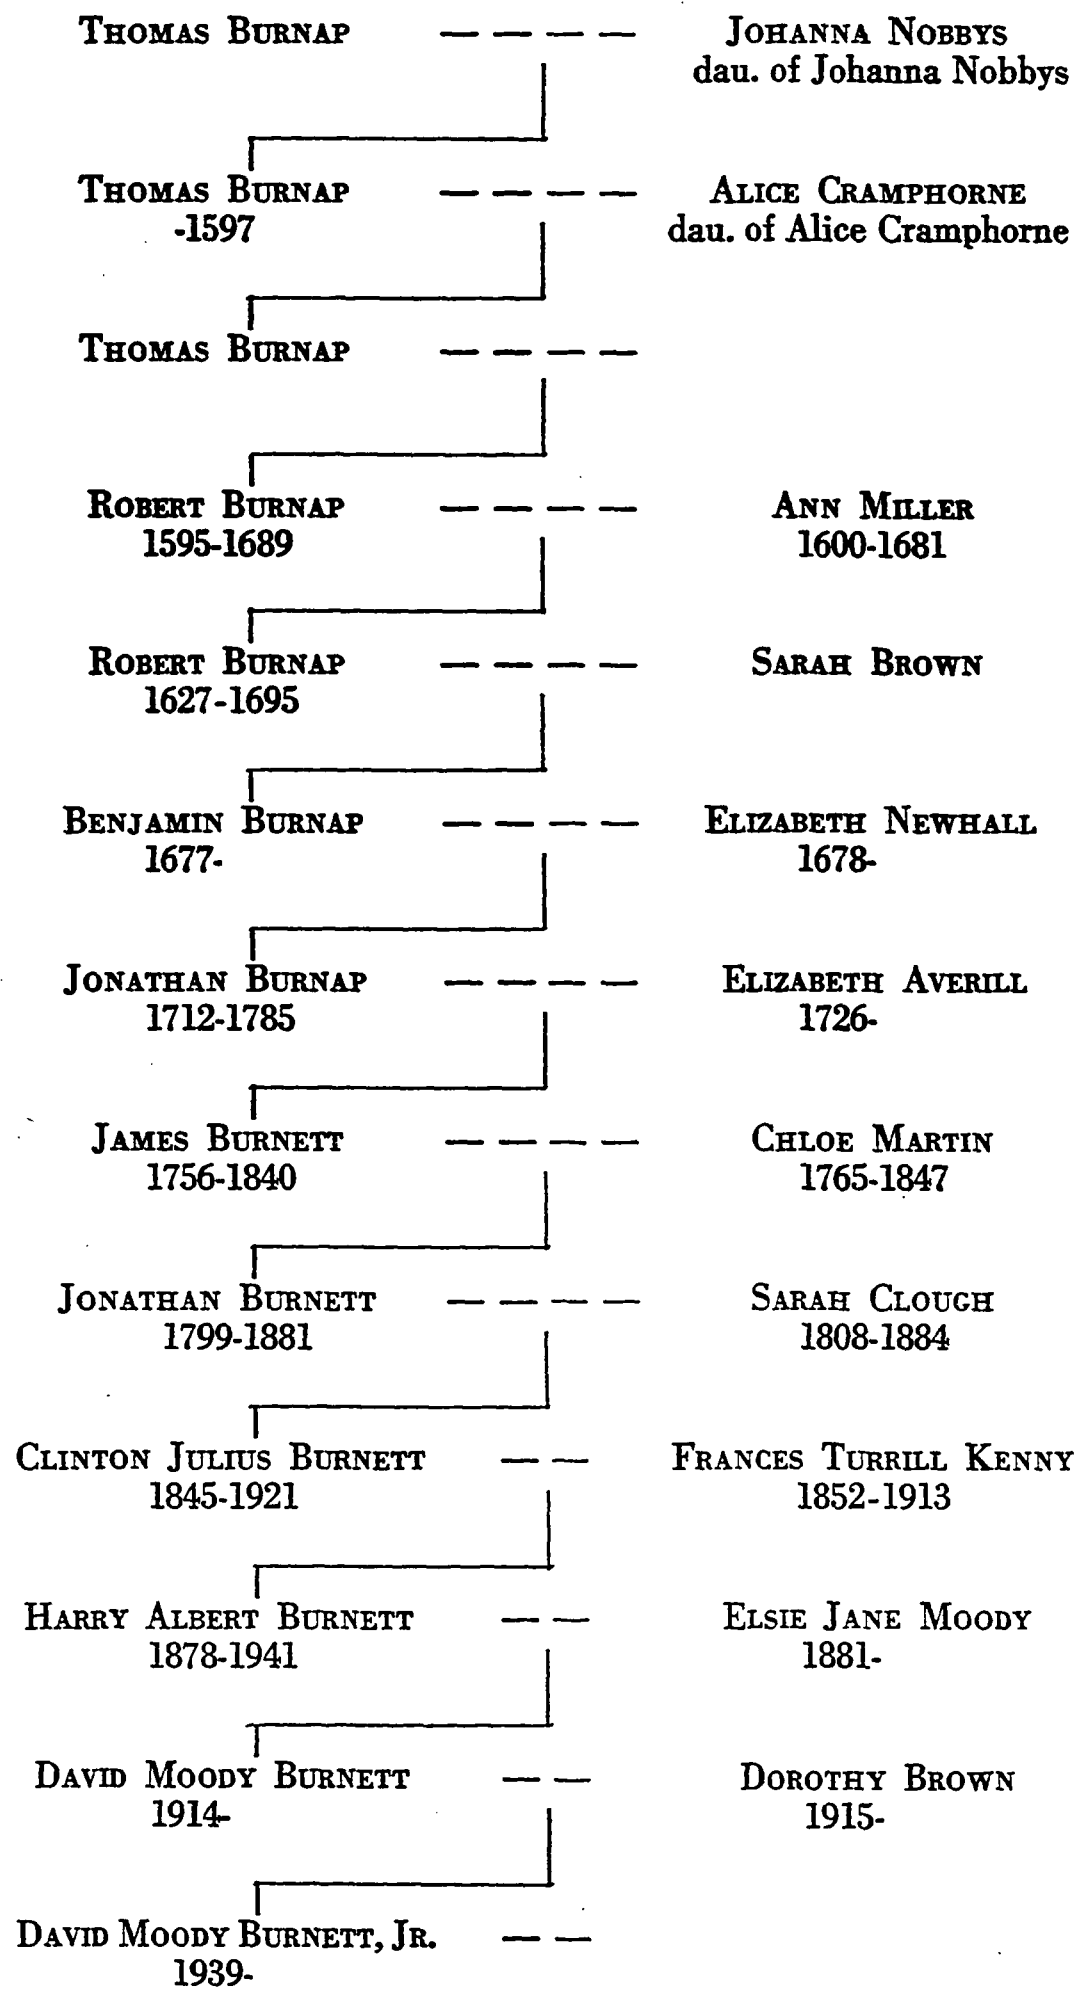 THOMAS BURNAP — — — — JOHANNA NOBBYS
dau. of Johanna Nobbys
THOMAS BURNAP — — — — ALICE CRAMPHORNE
-1597 dau. of Alice Cramphorne
THOMAS BURNAP — — — —
ROBERT BURNAP — — — — ANN MILLER
1595-1689 1600-1681
ROBERT BURNAP — — — — SARAH BROWN
1627-1695
BENJAMIN BURNAP — — — — ELIZABETH NEWHALL
1677- 1678-
JONATHAN BURNAP — — — — ELIZABETH AVERILL
1712-1785 1726-
JAMES BURNETT — — — — CHLOE MARTIN
1756-1840 1765-1847
JONATHAN BURNETT — — — — SARAH CLOUGH
1799-1881 1808-1884
CLINTON JULIUS BURNETT — — FRANCES TURRILL KENNY
1845-1921 1852-1913
HARRY ALBERT BURNETT — — ELSIE JANE MOODY
1878-1941 1881-
DAVID MOODY BURNETT — — DOROTHY BROWN
1914- 1915-
DAVID MOODY BURNETT, JR. — —
1939-